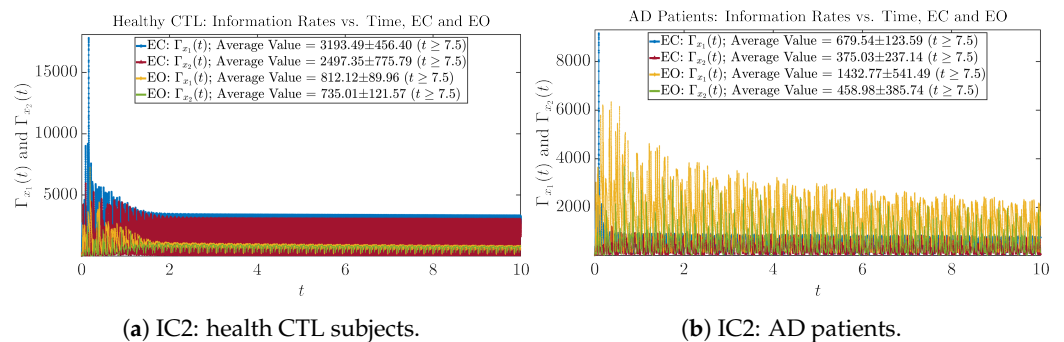 Healthy CTL: Information Rates vs. Time, EC and EO
EC: Γx₁(t); Average Value = 3193.49±456.40 (t ≥ 7.5)
EC: Γx₂(t); Average Value = 2497.35±775.79 (t ≥ 7.5)
EO: Γx₁(t); Average Value = 812.12±89.96 (t ≥ 7.5)
EO: Γx₂(t); Average Value = 735.01±121.57 (t ≥ 7.5)
Γx₁(t) and Γx₂(t)
15000
10000
5000
0 2 4 6 8 10
t
(a) IC2: health CTL subjects.
AD Patients: Information Rates vs. Time, EC and EO
EC: Γx₁(t); Average Value = 679.54±123.59 (t ≥ 7.5)
EC: Γx₂(t); Average Value = 375.03±237.14 (t ≥ 7.5)
EO: Γx₁(t); Average Value = 1432.77±541.49 (t ≥ 7.5)
EO: Γx₂(t); Average Value = 458.98±385.74 (t ≥ 7.5)
Γx₁(t) and Γx₂(t)
8000
6000
4000
2000
0 2 4 6 8 10
t
(b) IC2: AD patients.